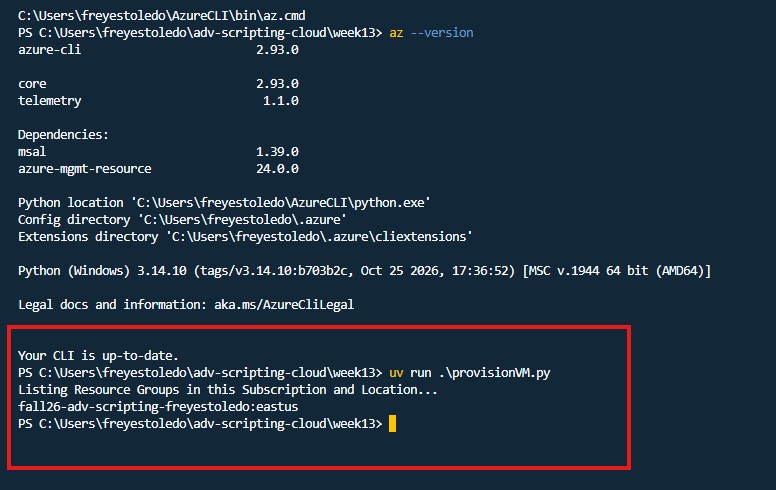 C:\Users\freyestoledo\AzureCLI\bin\az.cmd
PS C:\Users\freyestoledo\adv-scripting-cloud\week13> az --version
azure-cli                         2.93.0
core                              2.93.0
telemetry                          1.1.0
Dependencies:
msal                              1.39.0
azure-mgmt-resource               24.0.0
Python location 'C:\Users\freyestoledo\AzureCLI\python.exe'
Config directory 'C:\Users\freyestoledo\.azure'
Extensions directory 'C:\Users\freyestoledo\.azure\cliextensions'
Python (Windows) 3.14.10 (tags/v3.14.10:b703b2c, Oct 25 2026, 17:36:52) [MSC v.1944 64 bit (AMD64)]
Legal docs and information: aka.ms/AzureCliLegal
Your CLI is up-to-date.
PS C:\Users\freyestoledo\adv-scripting-cloud\week13> uv run .\provisionVM.py
Listing Resource Groups in this Subscription and Location...
fall26-adv-scripting-freyestoledo:eastus
PS C:\Users\freyestoledo\adv-scripting-cloud\week13>